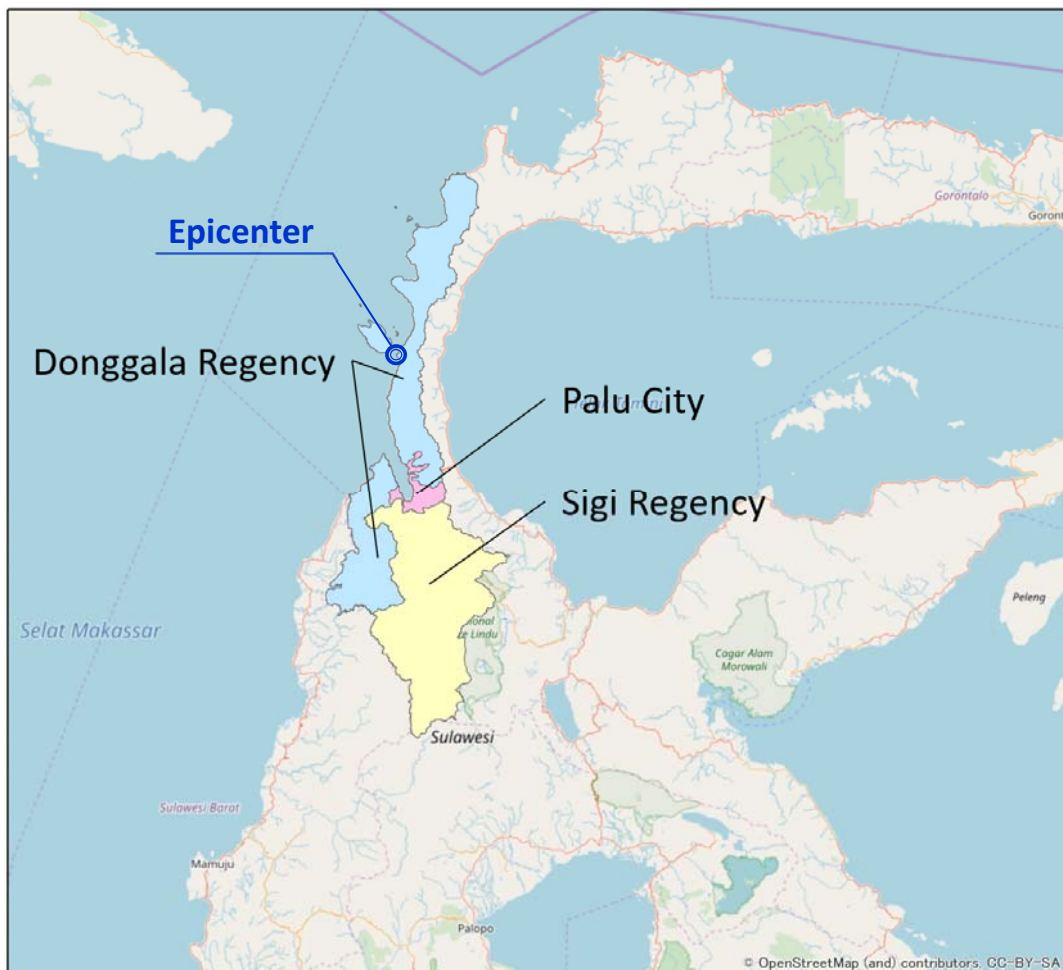 Gorontalo
Goront
Epicenter
Donggala Regency
Palu City
Sigi Regency
Peleng
Selat Makassar
Cagar Alam
Morowali
Sulawesi
Sulawesi Barat
Mamuju
Palopo
© OpenStreetMap (and) contributors, CC-BY-SA